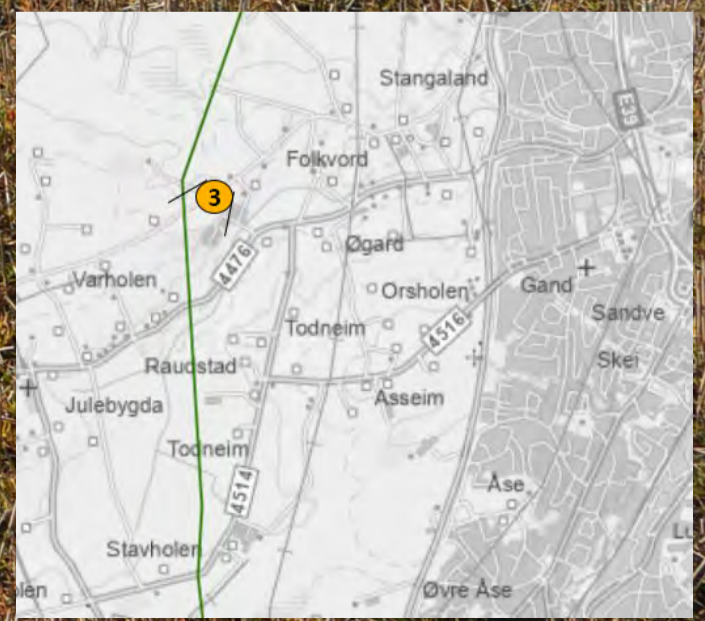 Stangaland
E39
Folkvord
3
Øgard
4476
Varholen
Orsholen
Gand
Sandve
Todneim
4516
Skei
Raudstad
Asseim
Julebygda
Todneim
4514
Åse
Stavholen
Øvre Åse